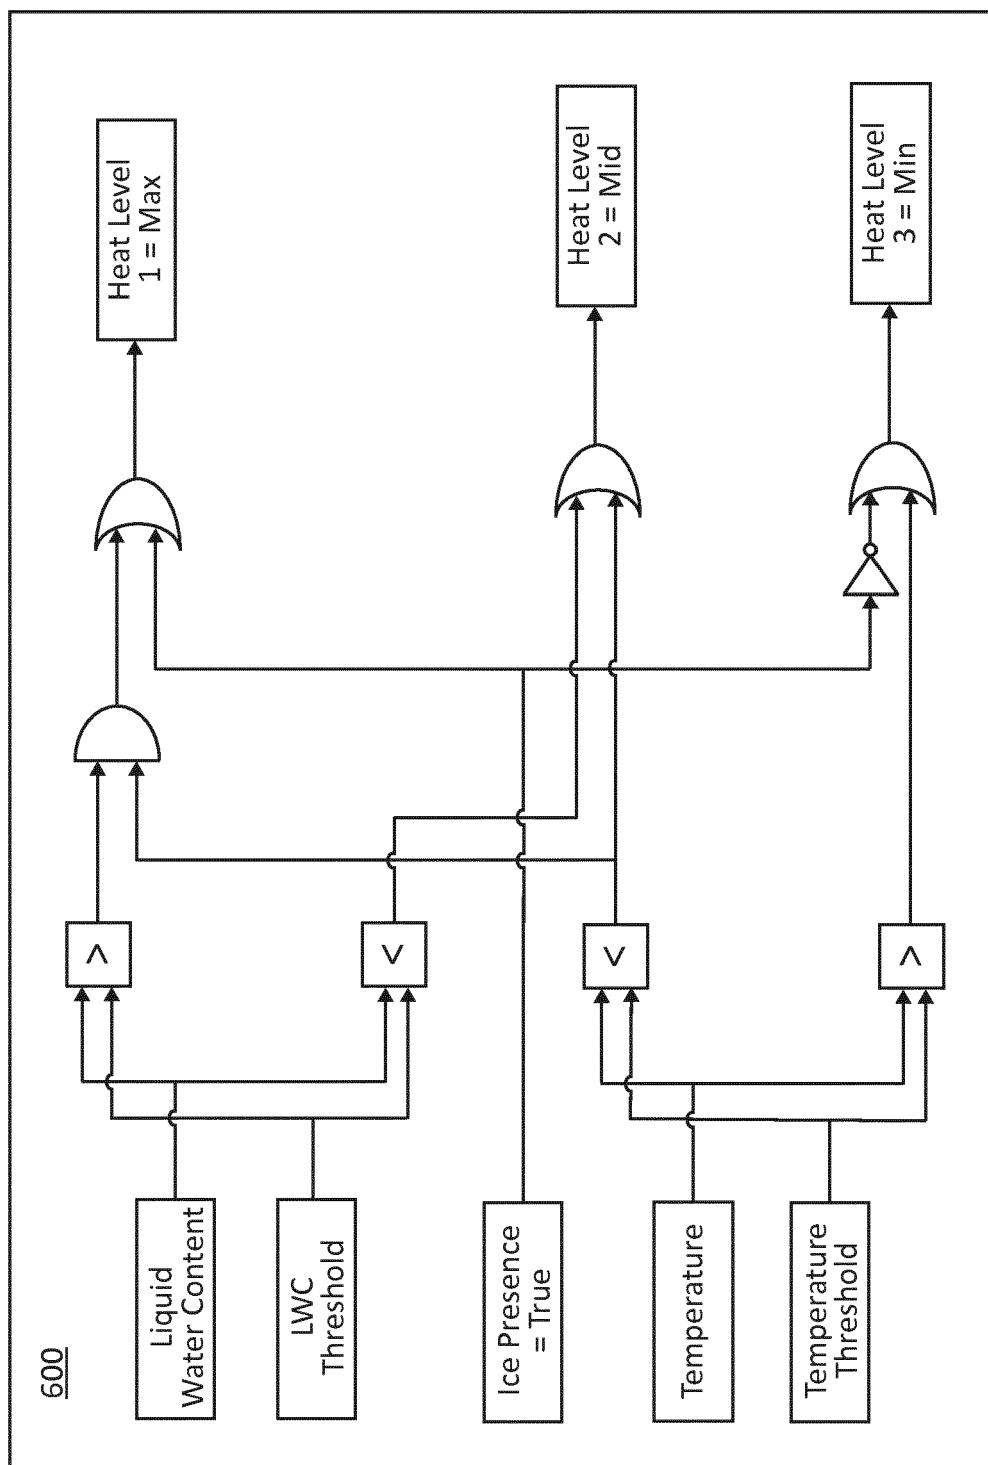 600
Liquid
Water Content
LWC
Threshold
Ice Presence
= True
Temperature
Temperature
Threshold
>
<
<
>
Heat Level
1 = Max
Heat Level
2 = Mid
Heat Level
3 = Min